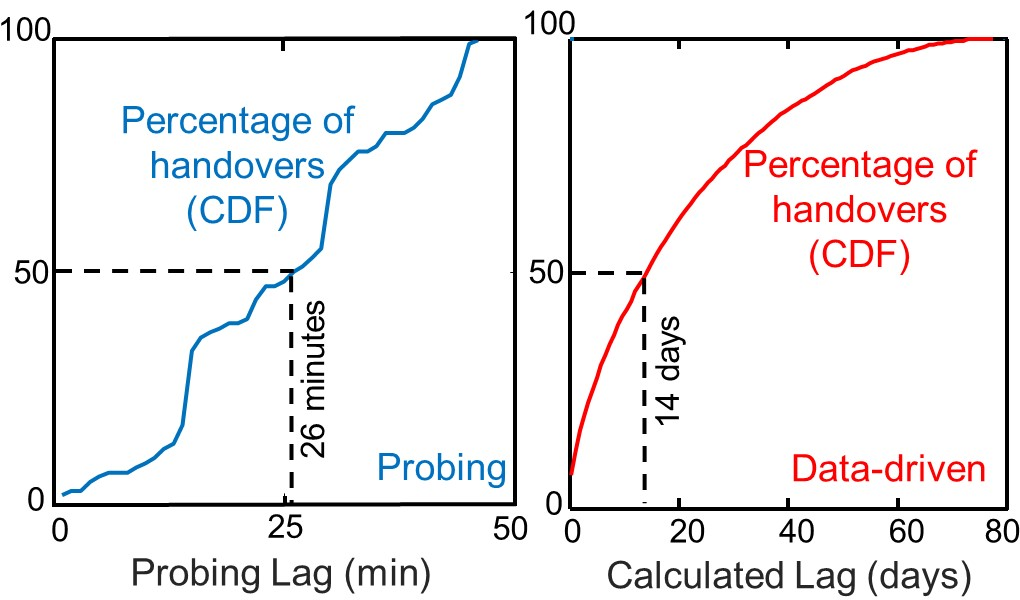 100
50
0
Percentage of
handovers
(CDF)
26 minutes
Probing
0
25
50
Probing Lag (min)
100
50
0
Percentage of
handovers
(CDF)
14 days
Data-driven
0
20
40
60
80
Calculated Lag (days)